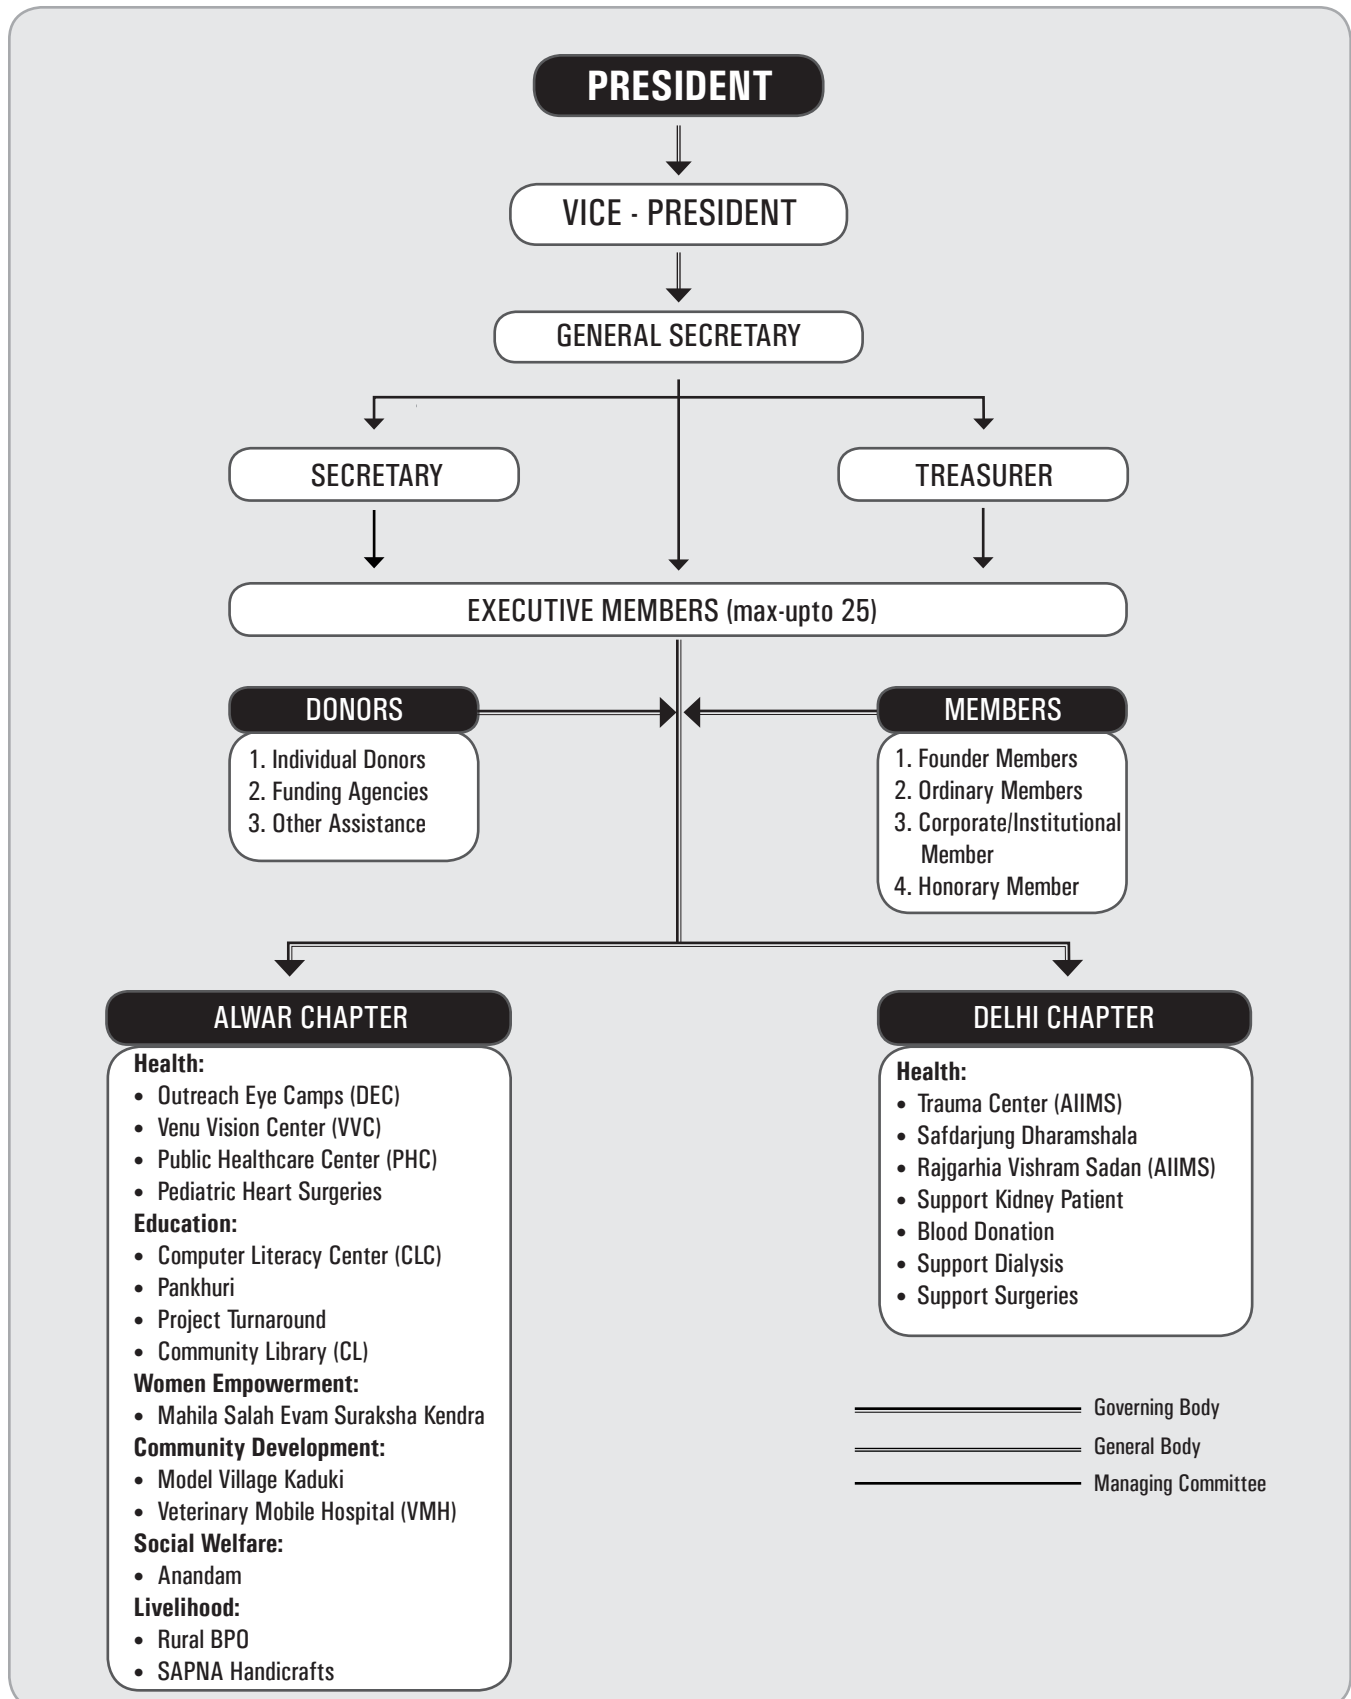 PRESIDENT
VICE - PRESIDENT
GENERAL SECRETARY
SECRETARY
TREASURER
EXECUTIVE MEMBERS (max-upto 25)
DONORS
1. Individual Donors
2. Funding Agencies
3. Other Assistance
MEMBERS
1. Founder Members
2. Ordinary Members
3. Corporate/Institutional
Member
4. Honorary Member
ALWAR CHAPTER
Health:
• Outreach Eye Camps (DEC)
• Venu Vision Center (VVC)
• Public Healthcare Center (PHC)
• Pediatric Heart Surgeries
Education:
• Computer Literacy Center (CLC)
• Pankhuri
• Project Turnaround
• Community Library (CL)
Women Empowerment:
• Mahila Salah Evam Suraksha Kendra
Community Development:
• Model Village Kaduki
• Veterinary Mobile Hospital (VMH)
Social Welfare:
• Anandam
Livelihood:
• Rural BPO
• SAPNA Handicrafts
DELHI CHAPTER
Health:
• Trauma Center (AIIMS)
• Safdarjung Dharamshala
• Rajgarhia Vishram Sadan (AIIMS)
• Support Kidney Patient
• Blood Donation
• Support Dialysis
• Support Surgeries
Governing Body
General Body
Managing Committee